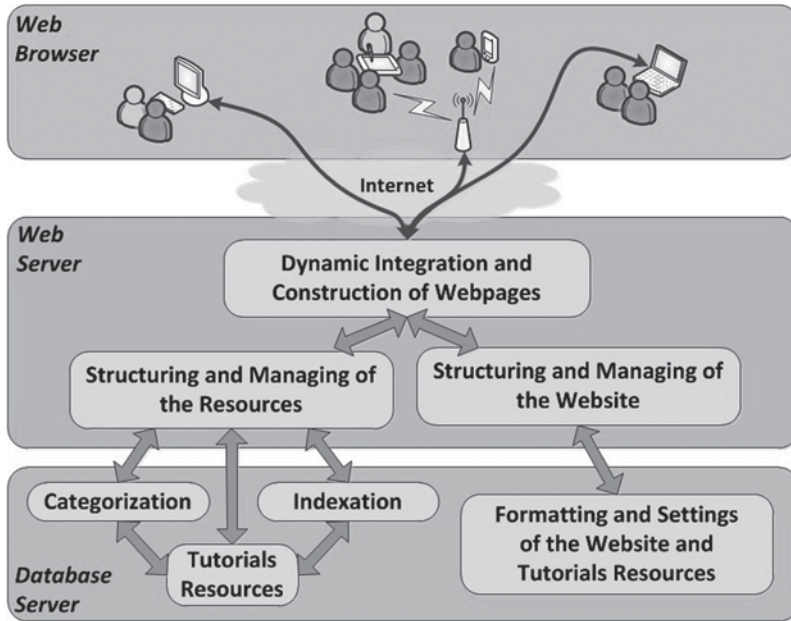 Web
Browser
Internet
Web
Server
Dynamic Integration and
Construction of Webpages
Structuring and Managing of
the Resources
Structuring and Managing of
the Website
Categorization
Indexation
Tutorials
Resources
Formatting and Settings
of the Website and
Tutorials Resources
Database
Server